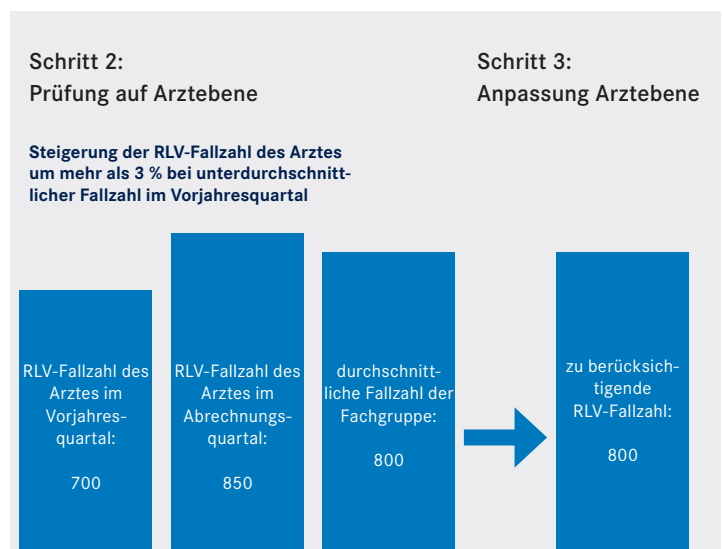 Schritt 2:
Prüfung auf Arztebene
Schritt 3:
Anpassung Arztebene
Steigerung der RLV-Fallzahl des Arztes
um mehr als 3 % bei unterdurchschnitt-
licher Fallzahl im Vorjahresquartal
RLV-Fallzahl des
Arztes im
Vorjahres-
quartal:
700
RLV-Fallzahl des
Arztes im
Abrechnungs-
quartal:
850
durchschnitt-
liche Fallzahl der
Fachgruppe:
800
zu berücksich-
tigende
RLV-Fallzahl:
800